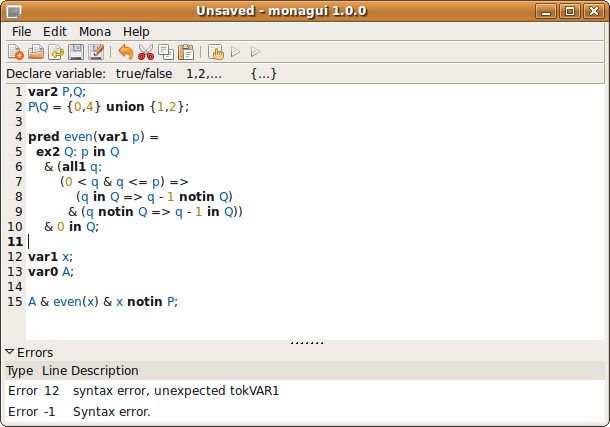 Unsaved - monagui 1.0.0
File Edit Mona Help
Declare variable: true/false 1,2,... {...}
1 var2 P,Q;
2 P\Q = {0,4} union {1,2};
3
4 pred even(var1 p) =
5 ex2 Q: p in Q
6 & (all1 q:
7 (0 < q & q <= p) =>
8 (q in Q => q - 1 notin Q)
9 & (q notin Q => q - 1 in Q))
10 & 0 in Q;
11
12 var1 x;
13 var0 A;
14
15 A & even(x) & x notin P;
Errors
Type Line Description
Error 12 syntax error, unexpected tokVAR1
Error -1 Syntax error.